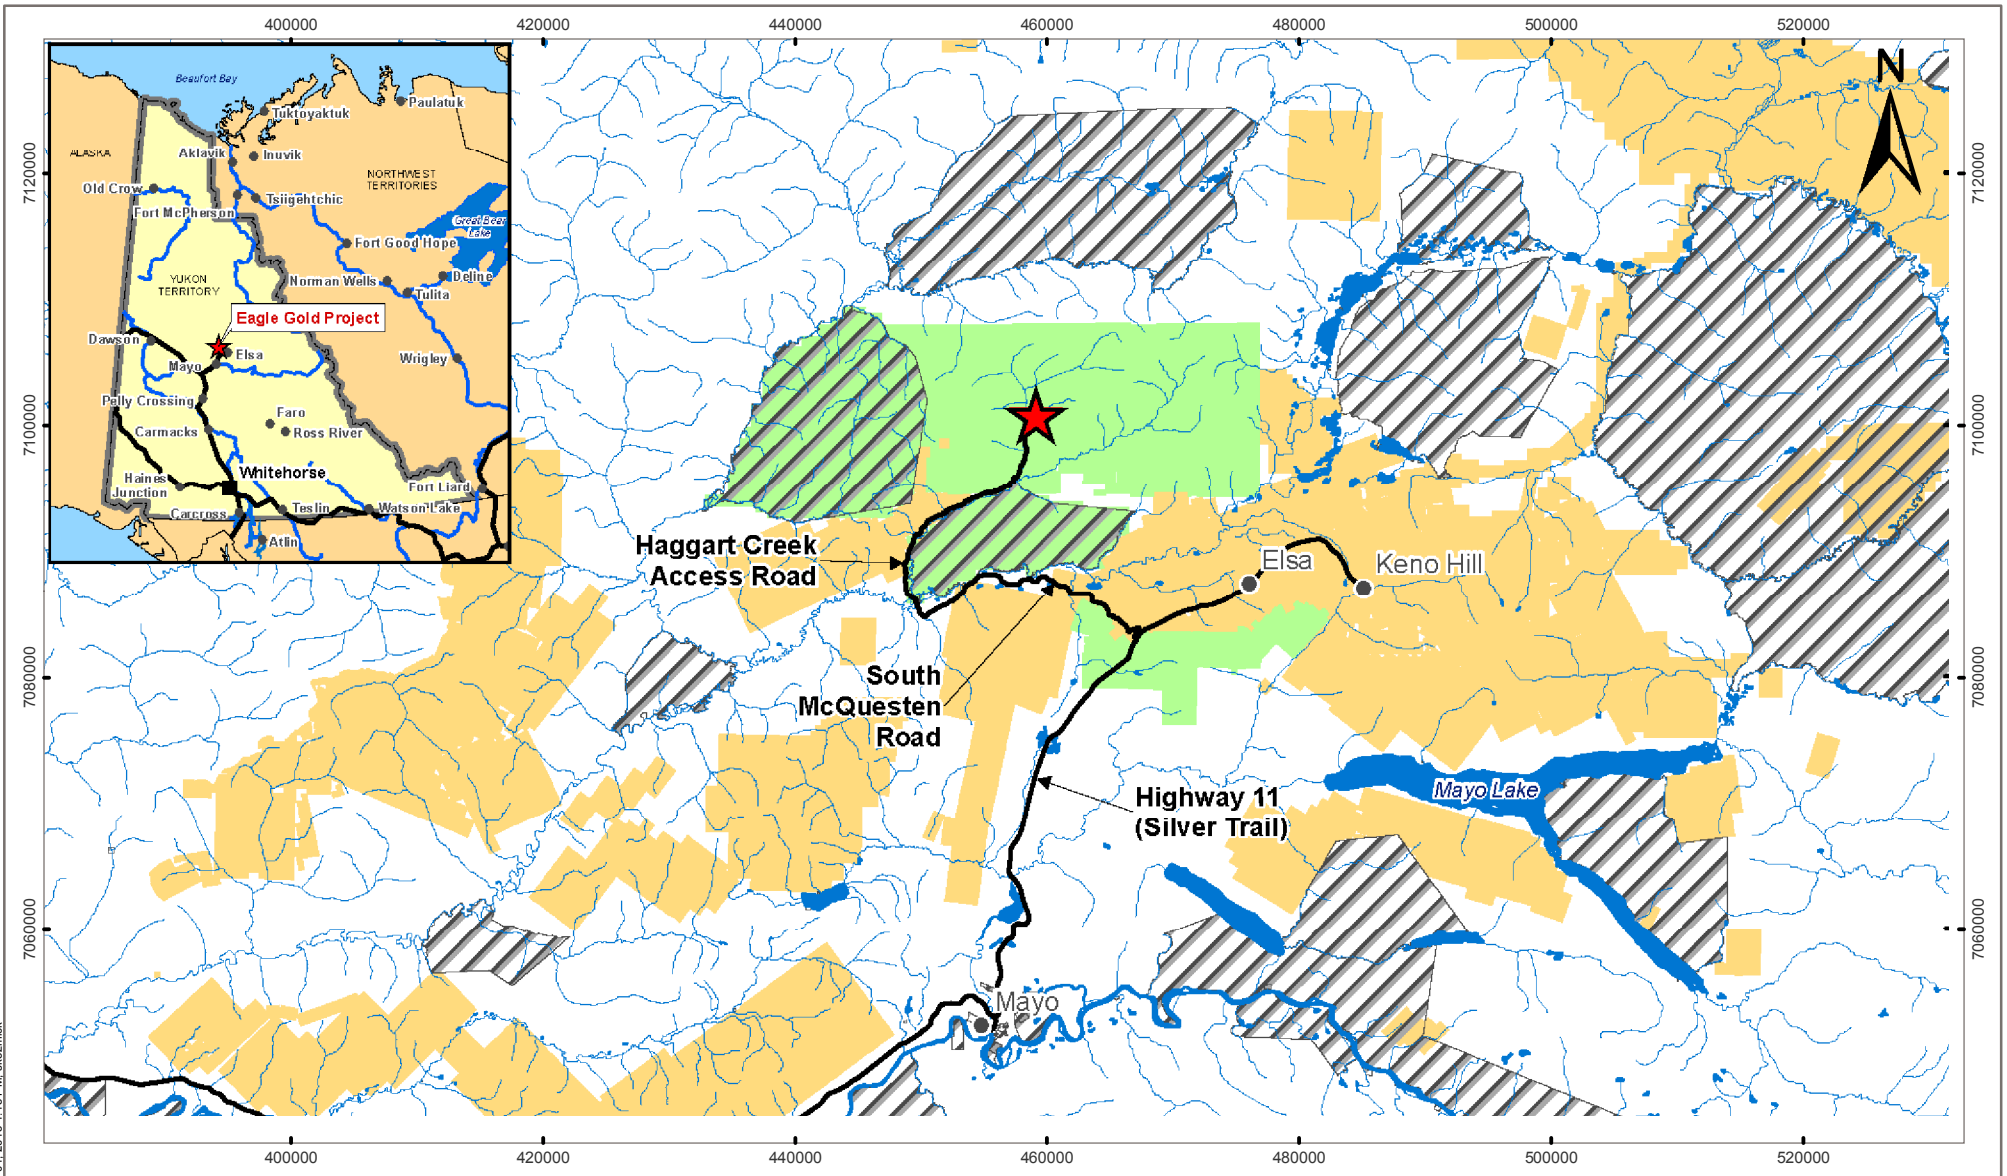 400000
420000
440000
460000
480000
500000
520000
Beaufort Bay
Paulatuk
Tuktoyaktuk
ALASKA
Aklavik
Inuvik
NORTHWEST
TERRITORIES
Old Crow
Tsiigehtchic
Fort McPherson
Great Bear
Lake
Fort Good Hope
YUKON
TERRITORY
Norman Wells
Deline
Tulita
Eagle Gold Project
Dawson
Elsa
Wrigley
Mayo
Pelly Crossing
Faro
Carmacks
Ross River
Haines
Junction
Whitehorse
Fort Liard
Carcross
Teslin
Watson Lake
Atlin
N
7120000
7100000
7080000
7060000
7120000
7100000
7080000
7060000
Haggart Creek
Access Road
Elsa
Keno Hill
South
McQuesten
Road
Highway 11
(Silver Trail)
Mayo Lake
Mayo
400000
420000
440000
460000
480000
500000
520000